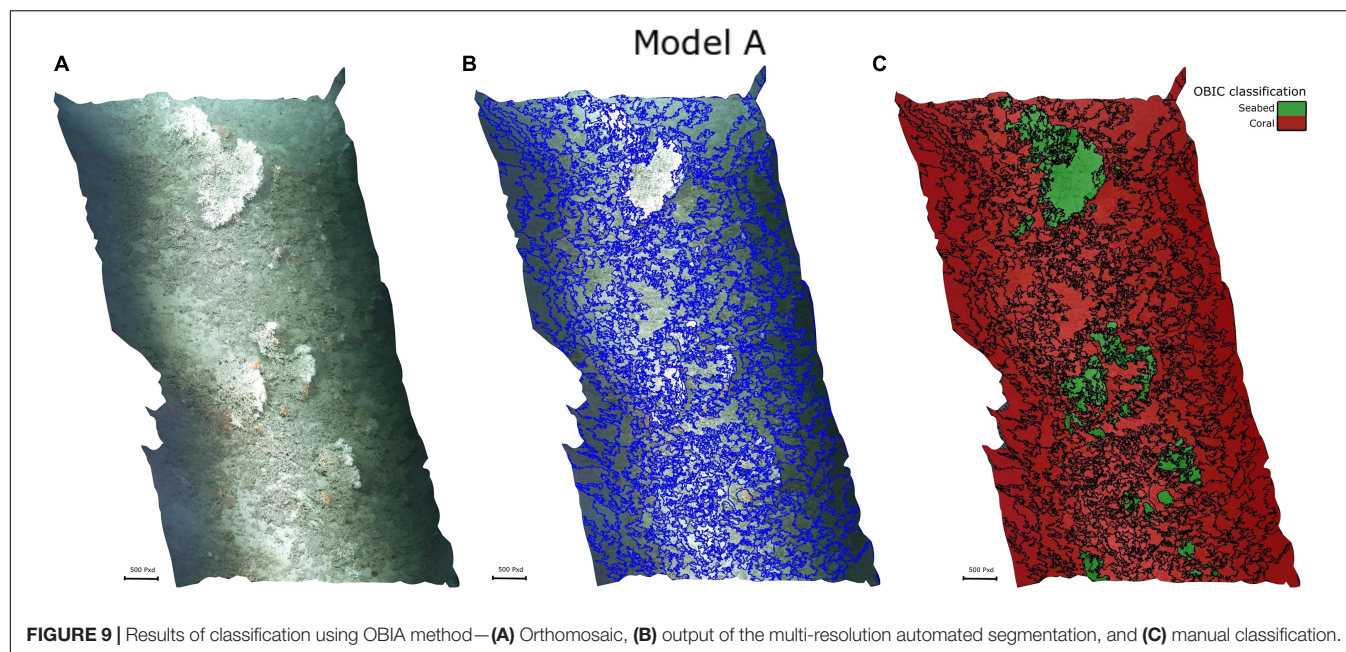 Model A
A
B
C
OBIC classification
Seabed
Coral
500 Pxd
500 Pxd
500 Pxd
FIGURE 9 | Results of classification using OBIA method—(A) Orthomosaic, (B) output of the multi-resolution automated segmentation, and (C) manual classification.